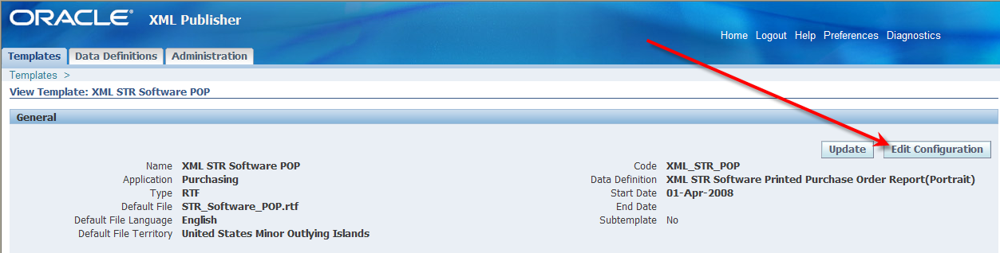 ORACLE® XML Publisher
Home Logout Help Preferences Diagnostics
Templates Data Definitions Administration
Templates >
View Template: XML STR Software POP
General
Update Edit Configuration
Name XML STR Software POP Code XML_STR_POP
Application Purchasing Data Definition XML STR Software Printed Purchase Order Report(Portrait)
Type RTF Start Date 01-Apr-2008
Default File STR_Software_POP.rtf End Date
Default File Language English Subtemplate No
Default File Territory United States Minor Outlying Islands